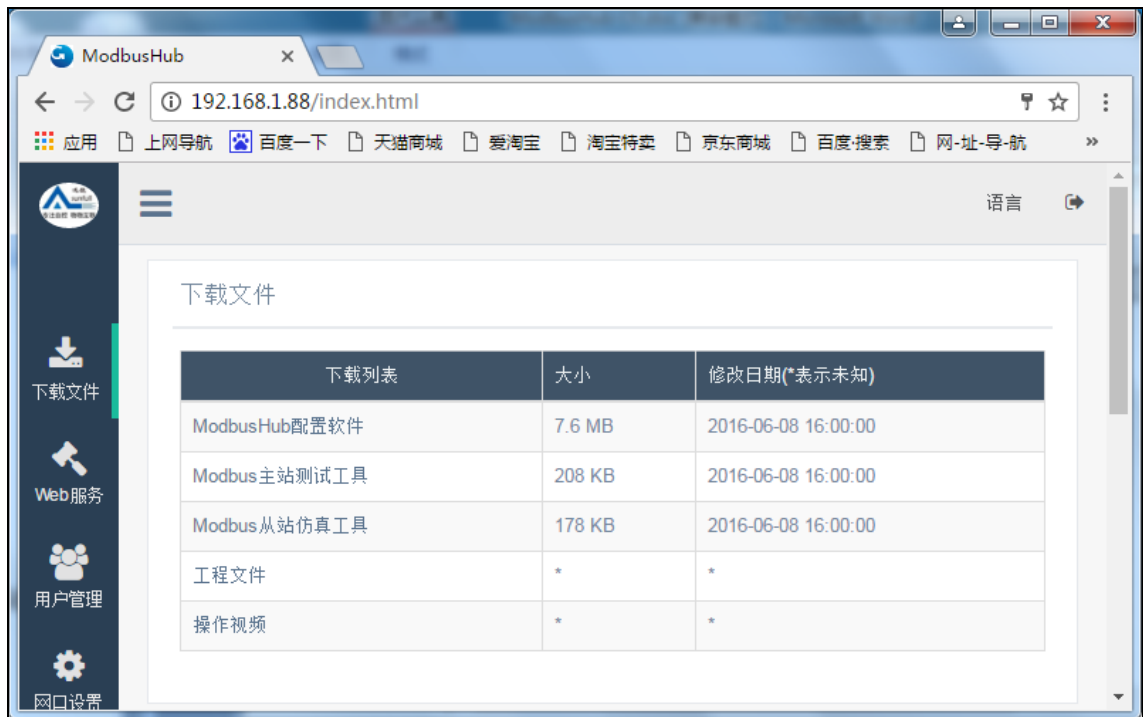 ModbusHub
192.168.1.88/index.html
应用 上网导航 百度一下 天猫商城 爱淘宝 淘宝特卖 京东商城 百度·搜索 网-址-导-航 »
语言
下载文件
下载列表 大小 修改日期(*表示未知)
ModbusHub配置软件 7.6 MB 2016-06-08 16:00:00
Modbus主站测试工具 208 KB 2016-06-08 16:00:00
Modbus从站仿真工具 178 KB 2016-06-08 16:00:00
工程文件 * *
操作视频 * *
下载文件
Web服务
用户管理
网口设置